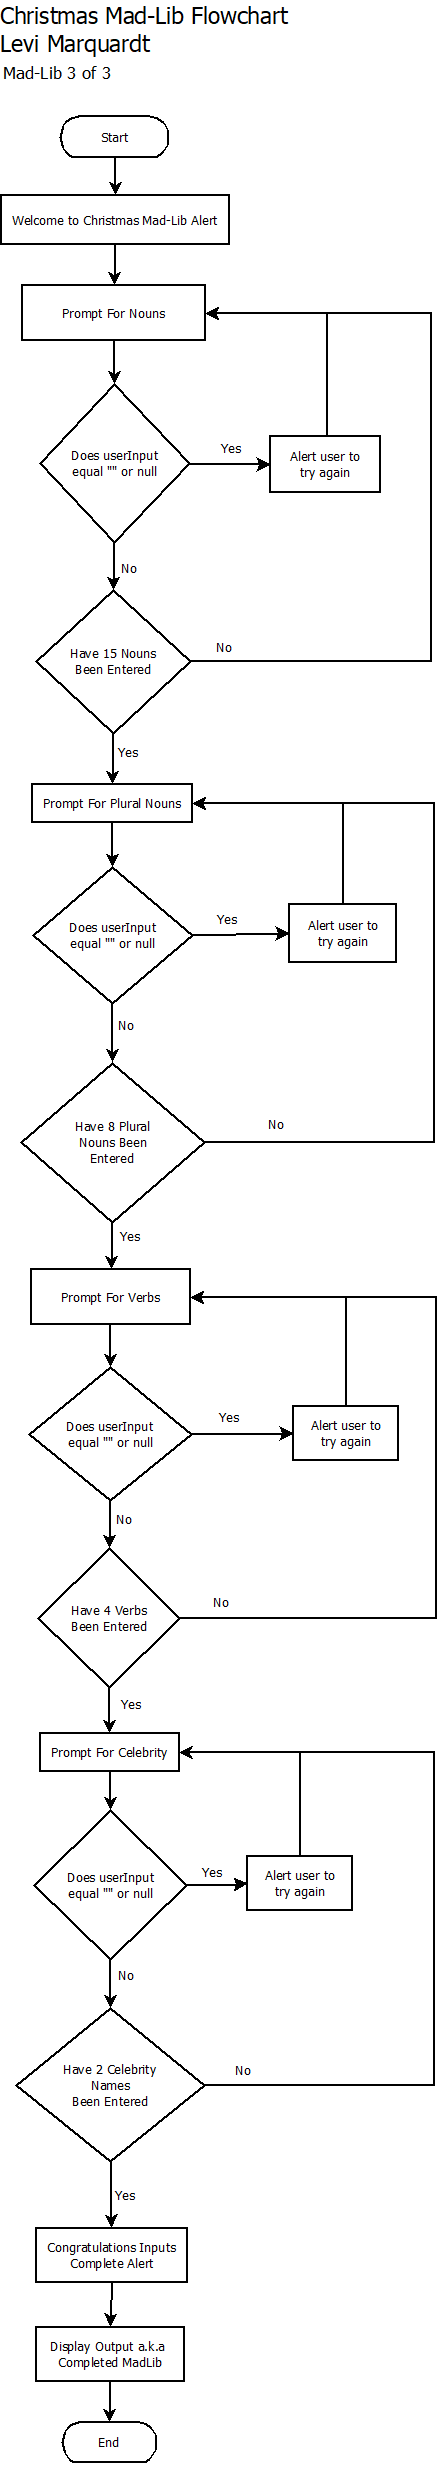 Christmas Mad-Lib Flowchart
Levi Marquardt
Mad-Lib 3 of 3
Start
Welcome to Christmas Mad-Lib Alert
Prompt For Nouns
Does userInput
equal "" or null
Yes
Alert user to
try again
No
Have 15 Nouns
Been Entered
No
Yes
Prompt For Plural Nouns
Does userInput
equal "" or null
Yes
Alert user to
try again
No
Have 8 Plural
Nouns Been
Entered
No
Yes
Prompt For Verbs
Does userInput
equal "" or null
Yes
Alert user to
try again
No
Have 4 Verbs
Been Entered
No
Yes
Prompt For Celebrity
Does userInput
equal "" or null
Yes
Alert user to
try again
No
Have 2 Celebrity
Names
Been Entered
No
Yes
Congratulations Inputs
Complete Alert
Display Output a.k.a
Completed MadLib
End